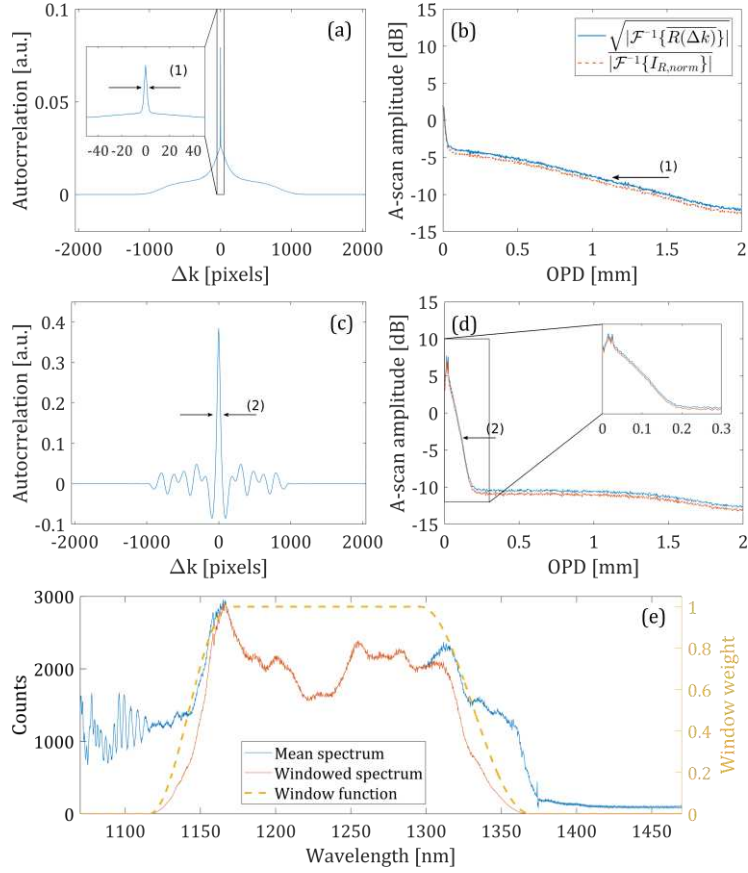 (a)
0.1
0.05
0
Autocrrelation [a.u.]
(1)
-40 -20 0 20 40
-2000 -1000 0 1000 2000
Δk [pixels]
(b)
15
10
5
0
-5
-10
-15
A-scan amplitude [dB]
√|ℱ⁻¹{R̅(̅Δ̅k̅)̅}|
|ℱ⁻¹{I_{R,norm}}|
(1)
0 0.5 1 1.5 2
OPD [mm]
(c)
0.4
0.3
0.2
0.1
0
-0.1
Autocrrelation [a.u.]
(2)
-2000 -1000 0 1000 2000
Δk [pixels]
(d)
15
10
5
0
-5
-10
-15
A-scan amplitude [dB]
(2)
0 0.1 0.2 0.3
0 0.5 1 1.5 2
OPD [mm]
(e)
3000
2000
1000
0
Counts
1
0.8
0.6
0.4
0.2
0
Window weight
Mean spectrum
Windowed spectrum
Window function
1100 1150 1200 1250 1300 1350 1400 1450
Wavelength [nm]